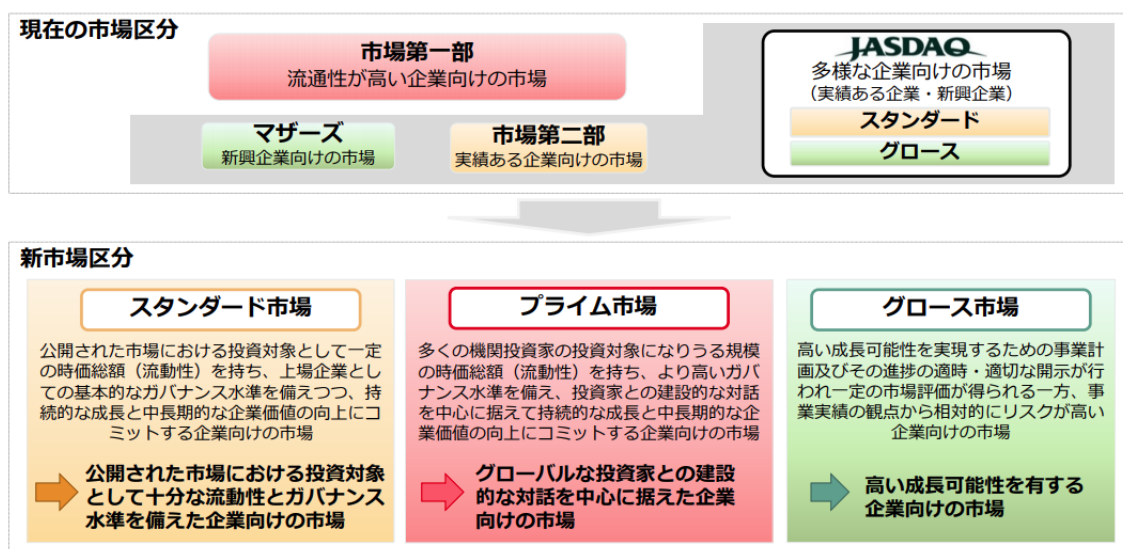 現在の市場区分
市場第一部
流通性が高い企業向けの市場
マザーズ
新興企業向けの市場
市場第二部
実績ある企業向けの市場
JASDAQ
多様な企業向けの市場
（実績ある企業・新興企業）
スタンダード
グロース
新市場区分
スタンダード市場
公開された市場における投資対象として一定
の時価総額（流動性）を持ち、上場企業とし
ての基本的なガバナンス水準を備えつつ、持
続的な成長と中長期的な企業価値の向上にコ
ミットする企業向けの市場
公開された市場における投資対象
として十分な流動性とガバナンス
水準を備えた企業向けの市場
プライム市場
多くの機関投資家の投資対象になりうる規模
の時価総額（流動性）を持ち、より高いガバ
ナンス水準を備え、投資家との建設的な対話
を中心に据えて持続的な成長と中長期的な企
業価値の向上にコミットする企業向けの市場
グローバルな投資家との建設
的な対話を中心に据えた企業
向けの市場
グロース市場
高い成長可能性を実現するための事業計
画及びその進捗の適時・適切な開示が行
われ一定の市場評価が得られる一方、事
業実績の観点から相対的にリスクが高い
企業向けの市場
高い成長可能性を有する
企業向けの市場